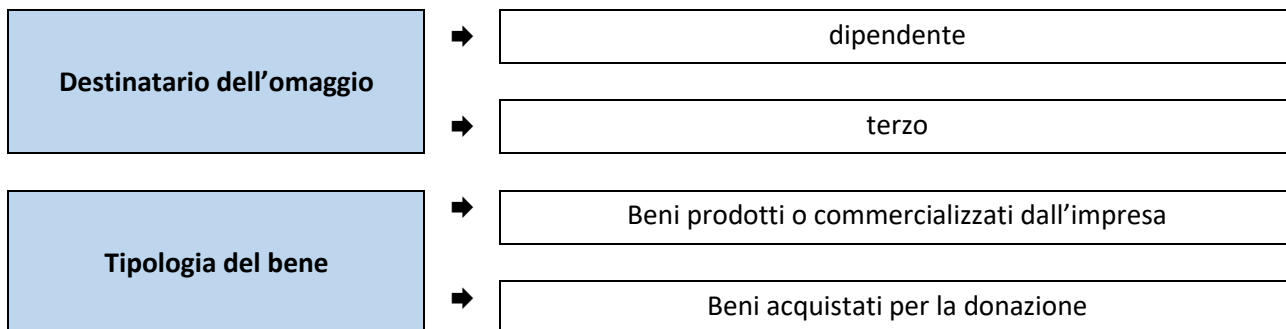 Destinatario dell’omaggio
dipendente
terzo
Tipologia del bene
Beni prodotti o commercializzati dall’impresa
Beni acquistati per la donazione